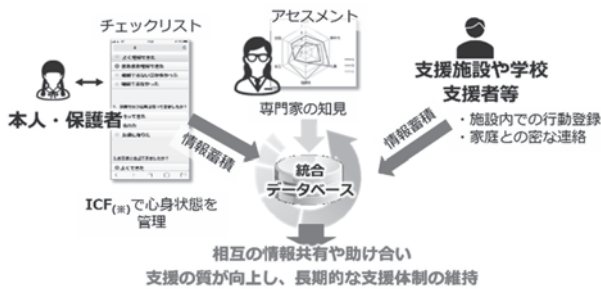 チェックリスト
アセスメント
本人・保護者
専門家の知見
支援施設や学校
支援者等
・施設内での行動登録
・家庭との密な連絡
情報蓄積
情報蓄積
統合
データベース
ICF(※)で心身状態を
管理
相互の情報共有や助け合い
支援の質が向上し、長期的な支援体制の維持